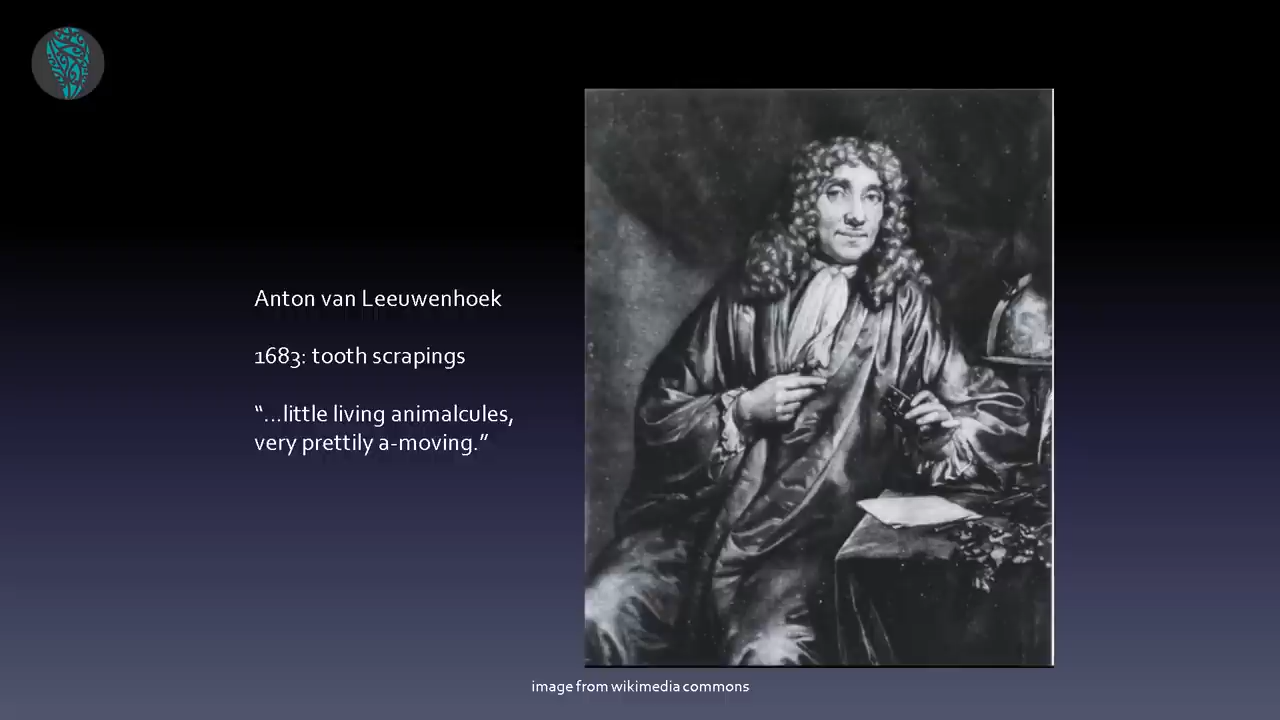 Anton van Leeuwenhoek
1683: tooth scrapings
“...little living animalcules,
very prettily a-moving.”
image from wikimedia commons